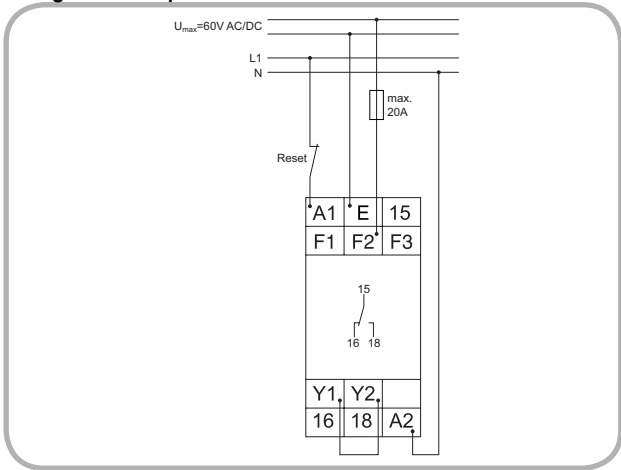 Umax=60V AC/DC
L1
N
max.
20A
Reset
A1 E 15
F1 F2 F3
15
16 18
Y1 Y2
16 18 A2